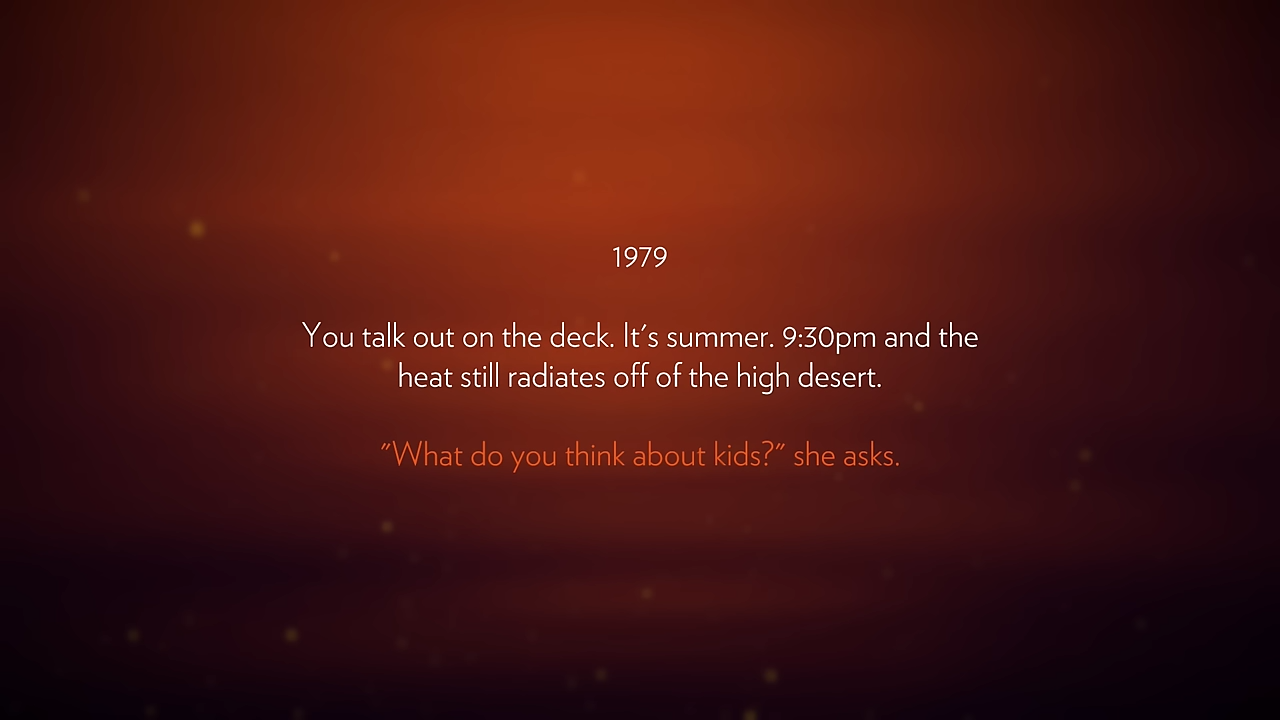 1979
You talk out on the deck. It's summer. 9:30pm and the
heat still radiates off of the high desert.
"What do you think about kids?" she asks.